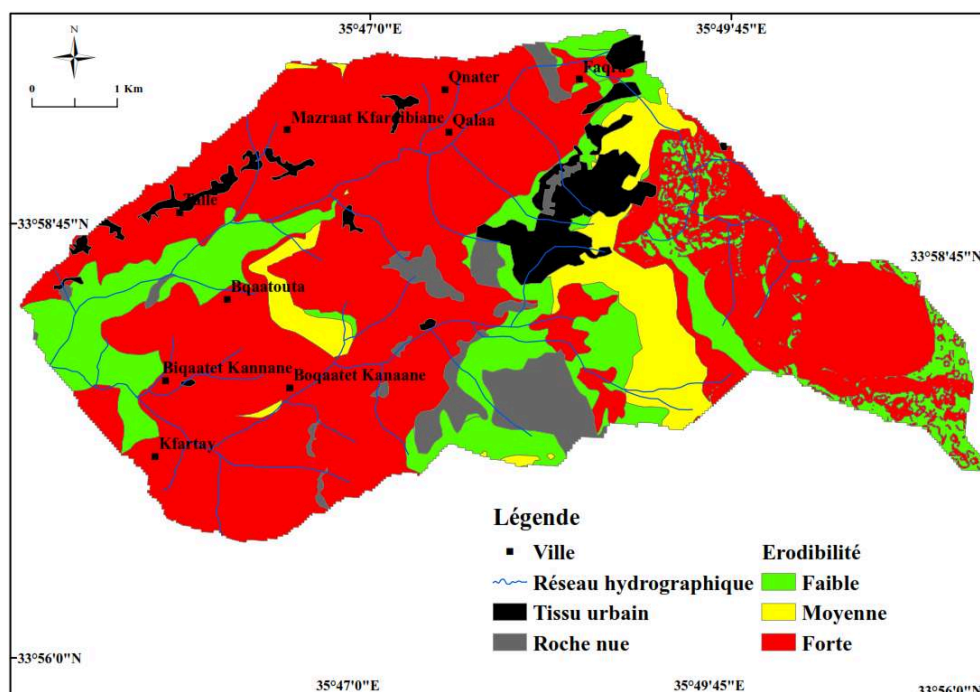 35°47'0"E
35°49'45"E
N
0 1 Km
Qnater
Faqra
Mazraat Kfardibiane
Qalaa
33°58'45"N
33°58'45"N
Bqaatouta
Biqaatet Kannane
Boqaatet Kanaane
Kfartay
Légende
Ville
Réseau hydrographique
Tissu urbain
Roche nue
Erodibilité
Faible
Moyenne
Forte
33°56'0"N
35°47'0"E
35°49'45"E
33°56'0"N